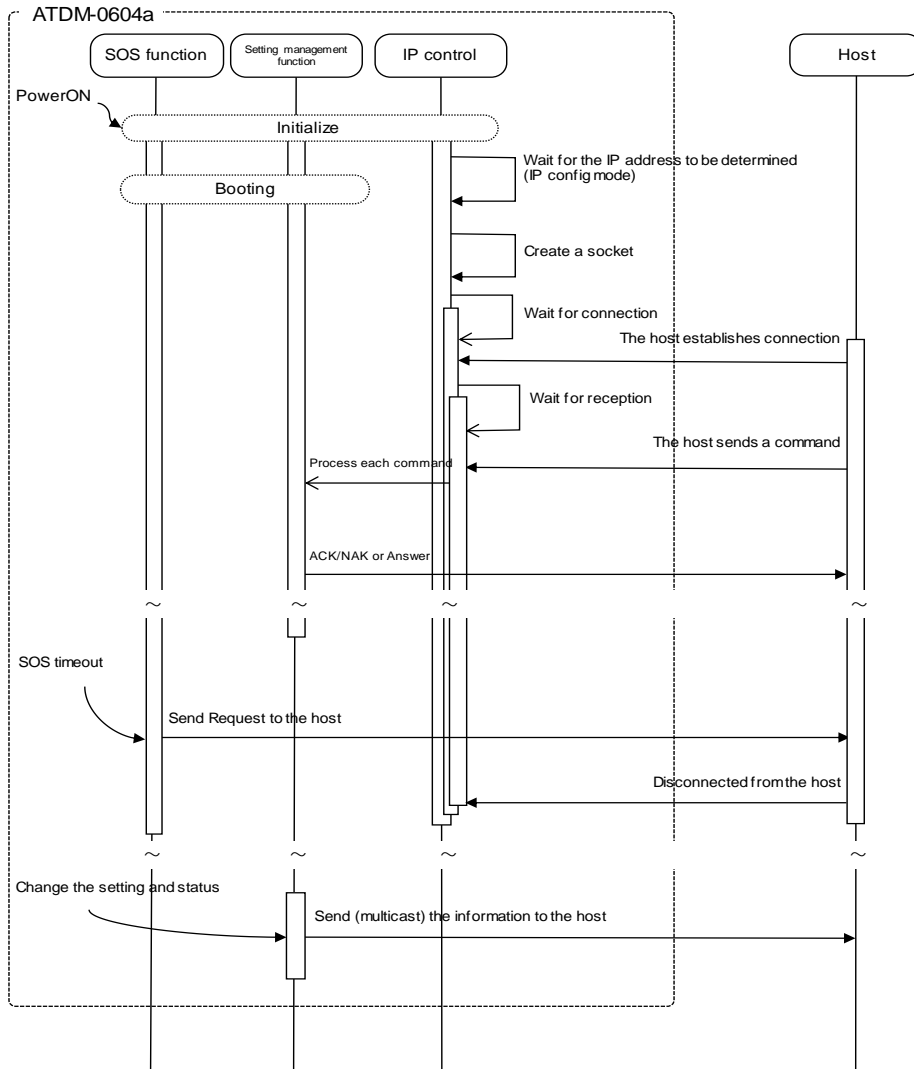 ATDM-0604a
SOS function
Setting management
function
IP control
Host
PowerON
Initialize
Wait for the IP address to be determined
(IP config mode)
Booting
Create a socket
Wait for connection
The host establishes connection
Wait for reception
The host sends a command
Process each command
ACK/NAK or Answer
~ ~ ~
SOS timeout
Send Request to the host
Disconnected from the host
~ ~ ~
Change the setting and status
Send (multicast) the information to the host